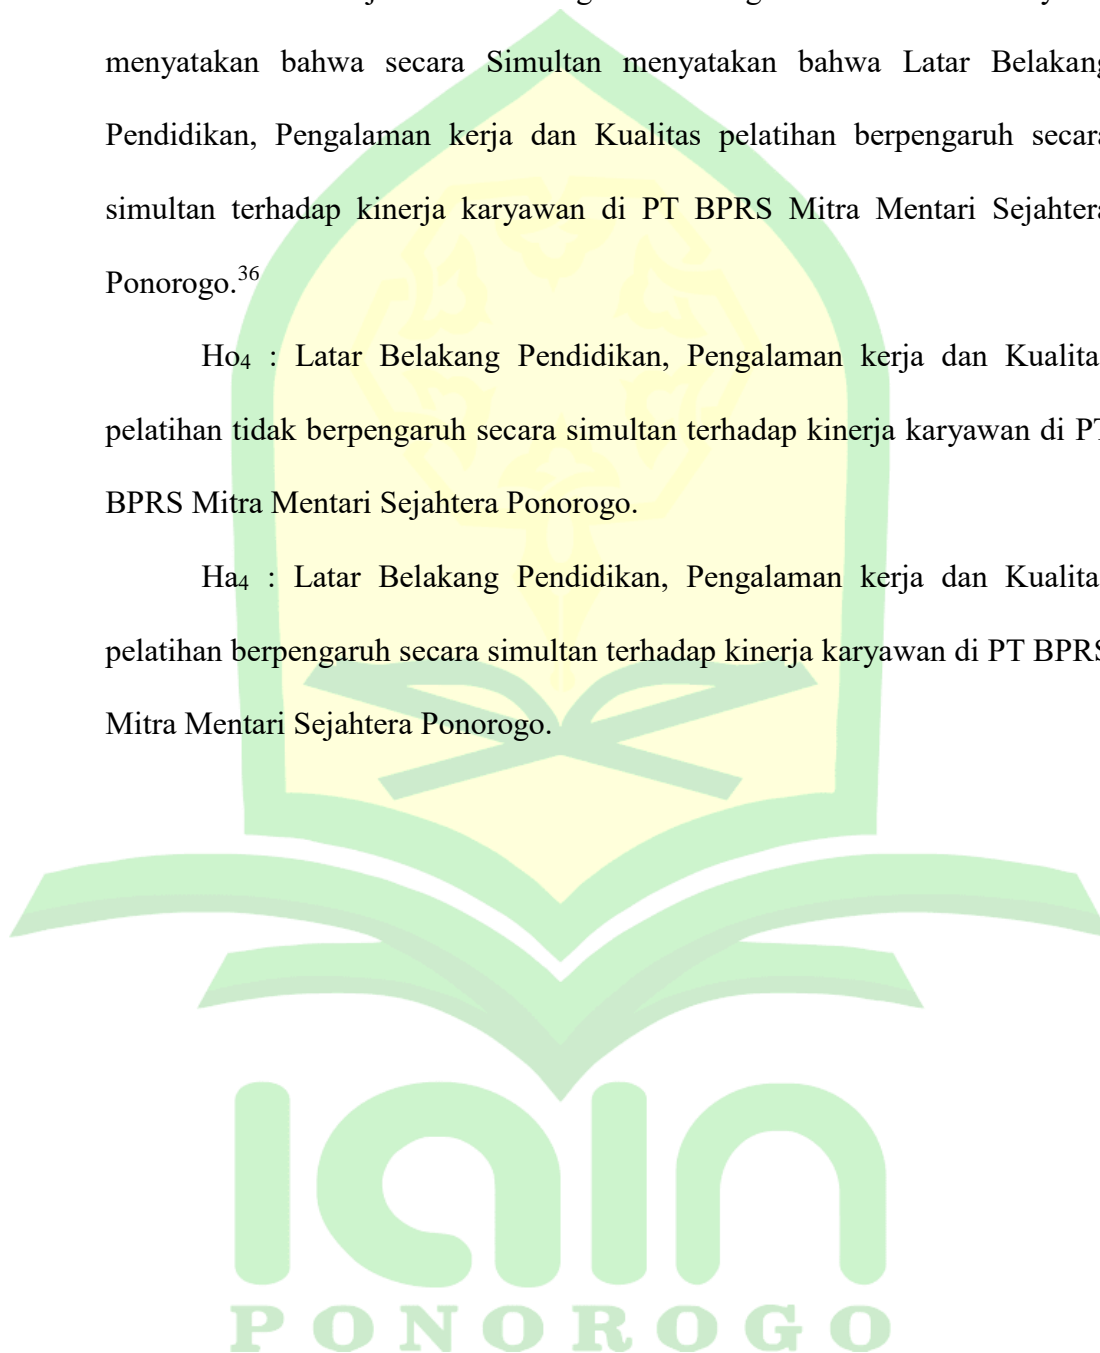 menyatakan bahwa secara Simultan menyatakan bahwa Latar Belakang
Pendidikan, Pengalaman kerja dan Kualitas pelatihan berpengaruh secara
simultan terhadap kinerja karyawan di PT BPRS Mitra Mentari Sejahtera
Ponorogo.36
Ho4 : Latar Belakang Pendidikan, Pengalaman kerja dan Kualita
pelatihan tidak berpengaruh secara simultan terhadap kinerja karyawan di PT
BPRS Mitra Mentari Sejahtera Ponorogo.
Ha4 : Latar Belakang Pendidikan, Pengalaman kerja dan Kualita
pelatihan berpengaruh secara simultan terhadap kinerja karyawan di PT BPRS
Mitra Mentari Sejahtera Ponorogo.
iain
PONOROGO